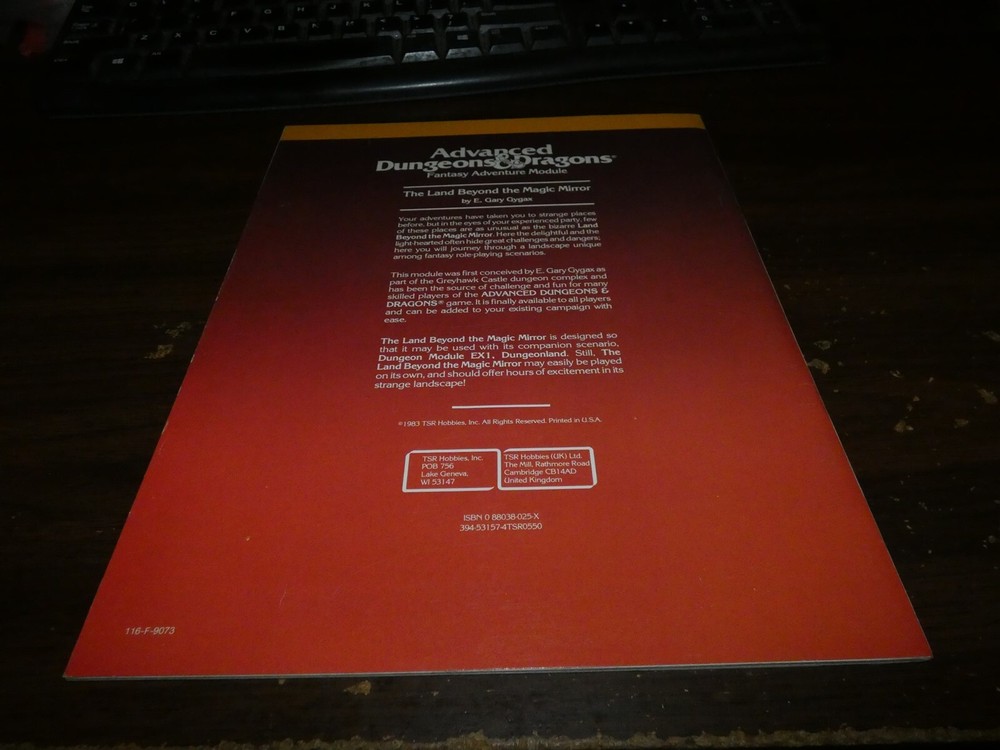 Advanced
Dungeons & Dragons®
Fantasy Adventure Module
The Land Beyond the Magic Mirror
by E. Gary Gygax
Your adventures have taken you to strange places
before, but in the eyes of your experienced party, few
of these places are as unusual as the bizarre Land
Beyond the Magic Mirror. Here the delightful and the
light-hearted often hide great challenges and dangers;
here you will journey through a landscape unique
among fantasy role-playing scenarios.
This module was first conceived by E. Gary Gygax as
part of the Greyhawk Castle dungeon complex and
has been the source of challenge and fun for many
skilled players of the ADVANCED DUNGEONS &
DRAGONS® game. It is finally available to all players
and can be added to your existing campaign with
ease.
The Land Beyond the Magic Mirror is designed so
that it may be used with its companion scenario,
Dungeon Module EX1, Dungeonland. Still, The
Land Beyond the Magic Mirror may easily be played
on its own, and should offer hours of excitement in its
strange landscape!
©1983 TSR Hobbies, Inc. All Rights Reserved. Printed in U.S.A.
TSR Hobbies, Inc.
POB 756
Lake Geneva,
WI 53147
TSR Hobbies (UK) Ltd.
The Mill, Rathmore Road
Cambridge CB14AD
United Kingdom
ISBN 0 88038-025-X
394-53157-4TSR0550
116-F-9073